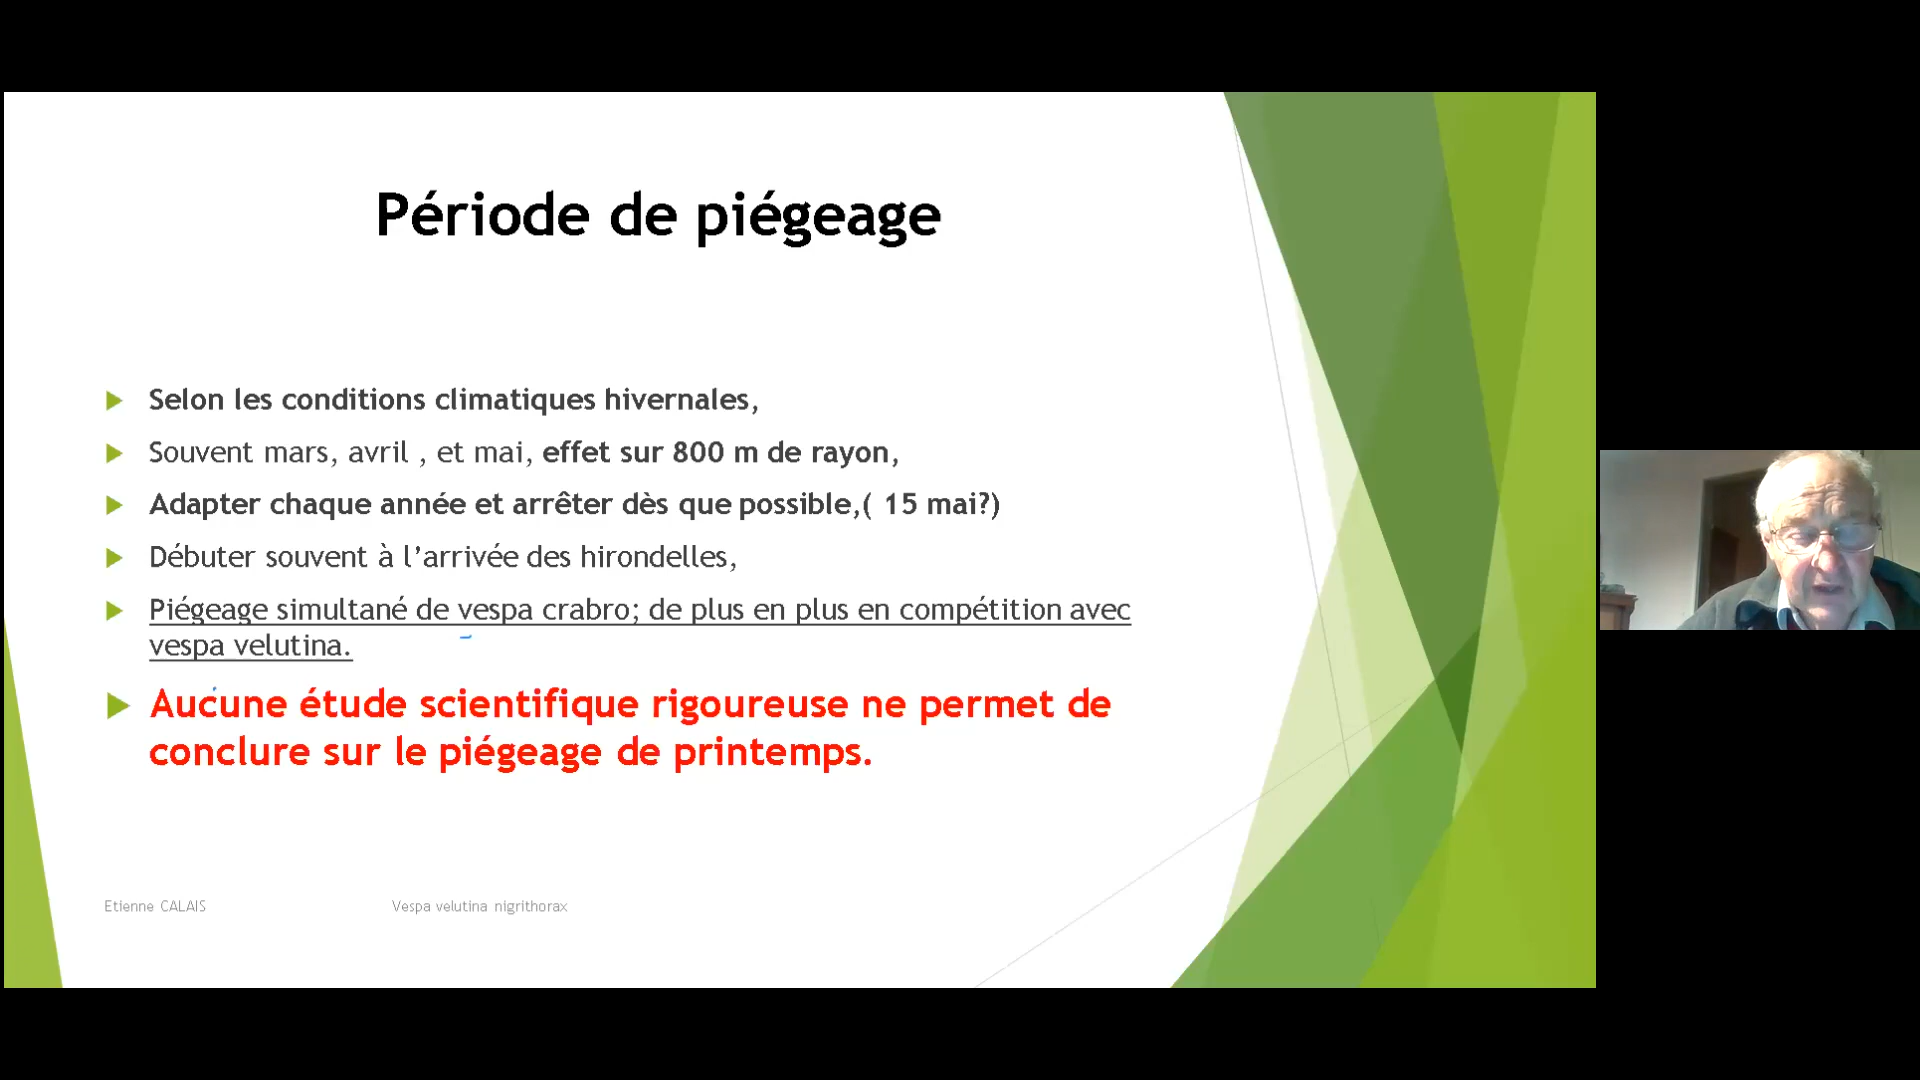 Période de piégeage
Selon les conditions climatiques hivernales,
Souvent mars, avril , et mai, effet sur 800 m de rayon,
Adapter chaque année et arrêter dès que possible,( 15 mai?)
Débuter souvent à l’arrivée des hirondelles,
Piégeage simultané de vespa crabro; de plus en plus en compétition avec
vespa velutina.
Aucune étude scientifique rigoureuse ne permet de
conclure sur le piégeage de printemps.
Etienne CALAIS
Vespa velutina nigrithorax